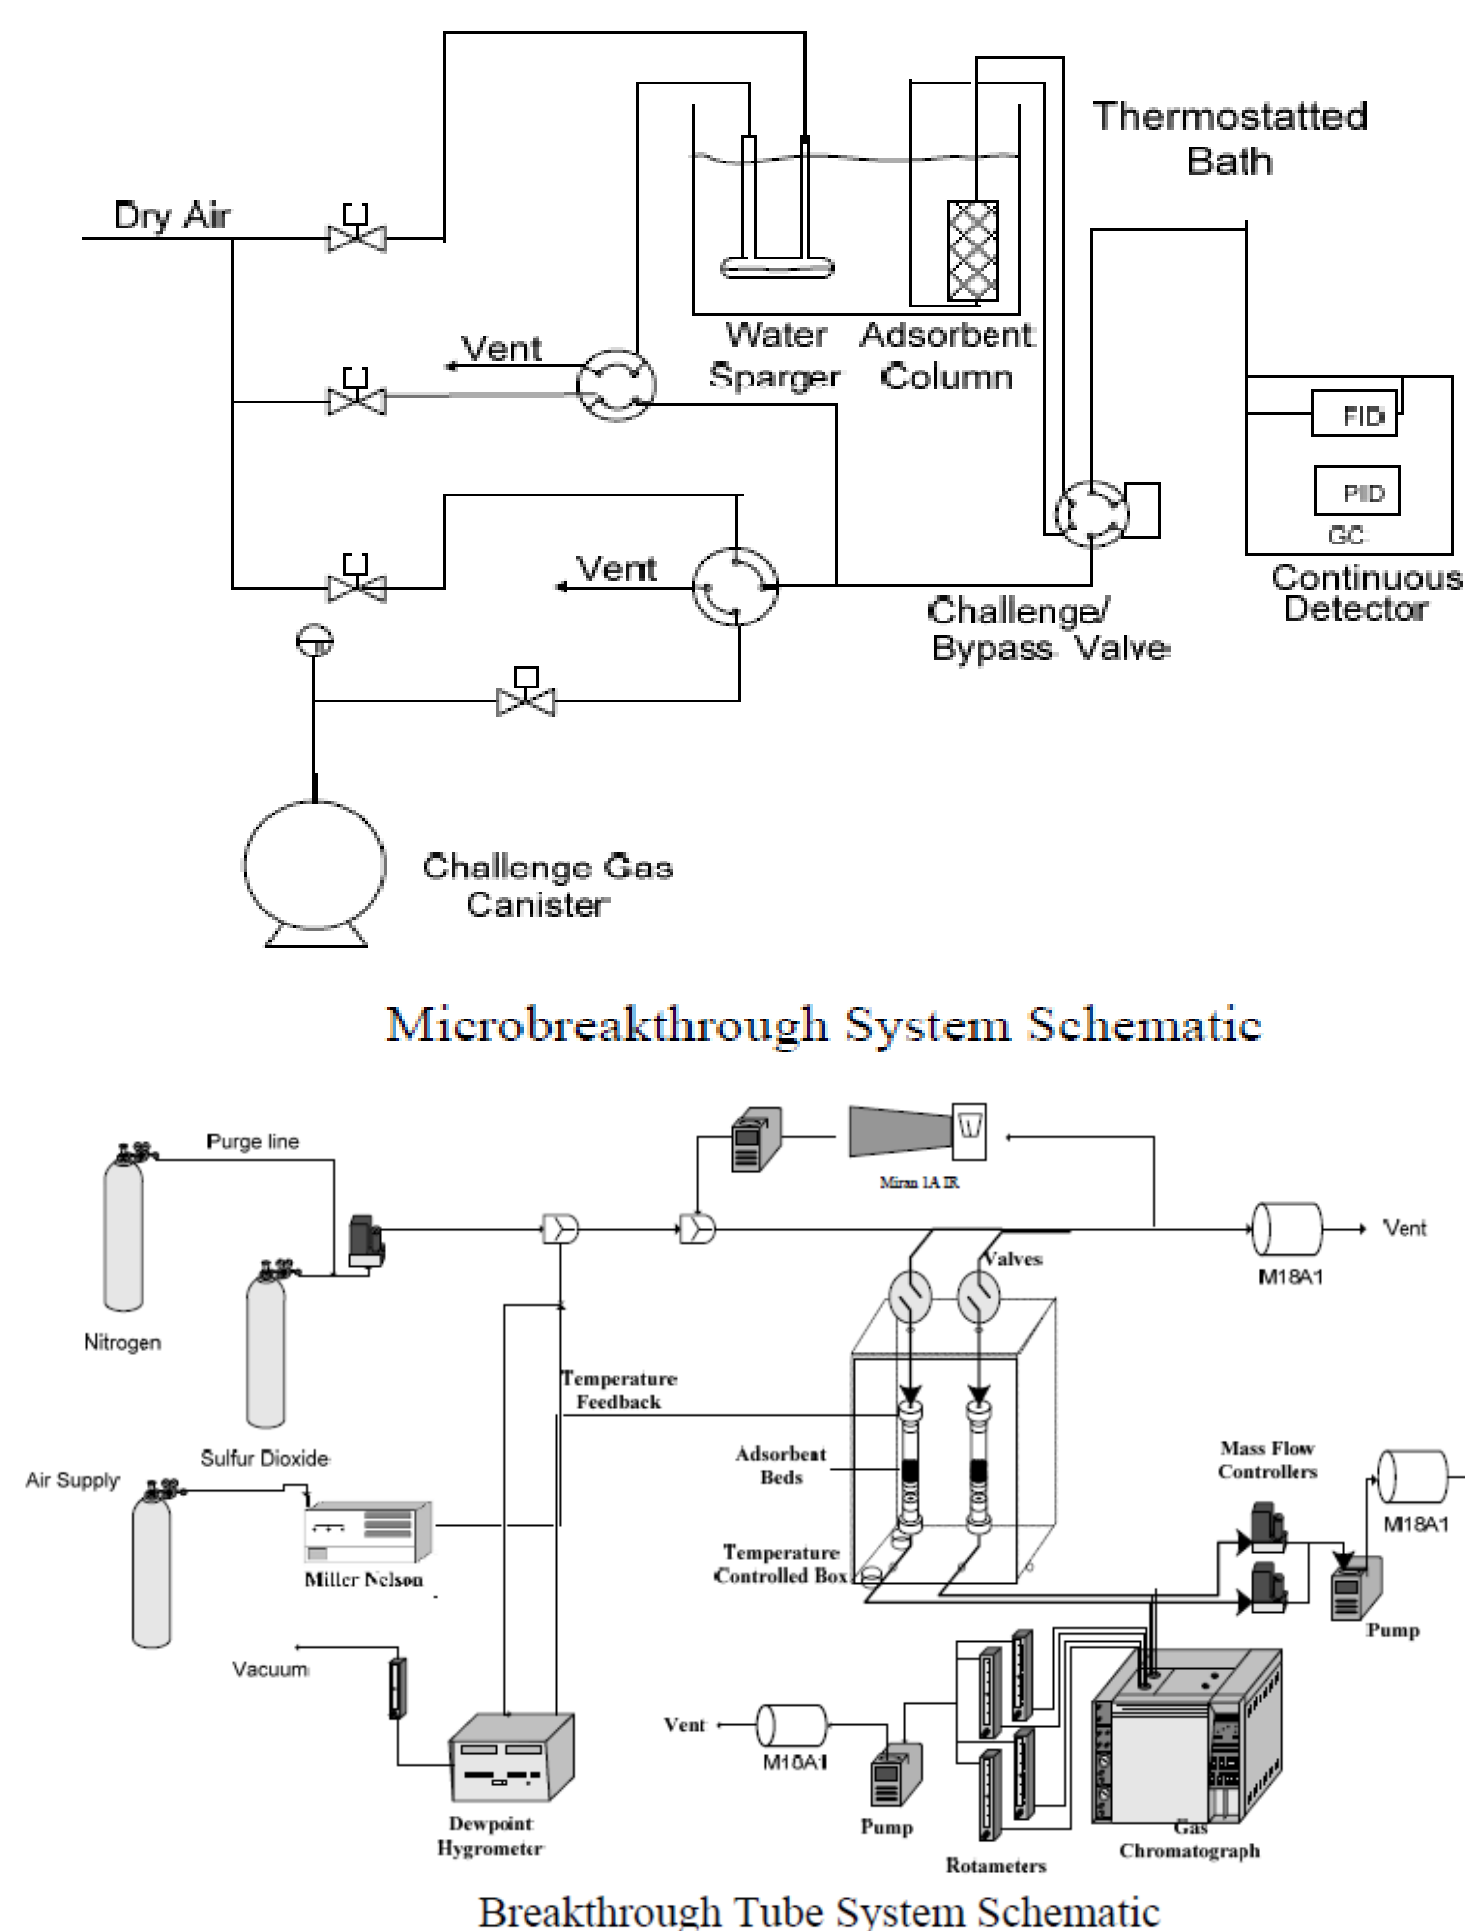 Thermostatted
Bath
Dry Air
Vent
Water
Sparger
Adsorbent
Column
FID
PID
GC
Vent
Continuous
Detector
Challenge/
Bypass Valve
Challenge Gas
Canister
Microbreakthrough System Schematic
Purge line
Miran 1A IR
Vent
Valves
M18A1
Nitrogen
Temperature
Feedback
Sulfur Dioxide
Air Supply
Adsorbent
Beds
Mass Flow
Controllers
M18A1
Temperature
Controlled Box
Miller Nelson
Pump
Vacuum
Vent
M18A1
Dewpoint
Hygrometer
Pump
Gas
Chromatograph
Rotameters
Breakthrough Tube System Schematic